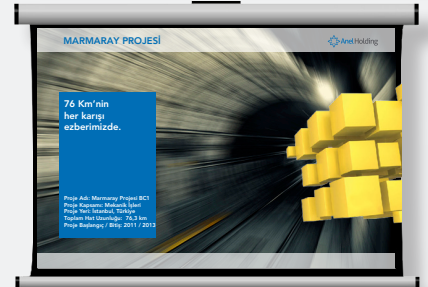 MARMARAY PROJESİ
Anel Holding
76 Km'nin
her karışı
ezberimizde.
Proje Adı: Marmaray Projesi BC1
Proje Kapsamı: Mekanik İşleri
Proje Yeri: İstanbul, Türkiye
Toplam Hat Uzunluğu: 76,3 km
Proje Başlangıç / Bitiş: 2011 / 2013